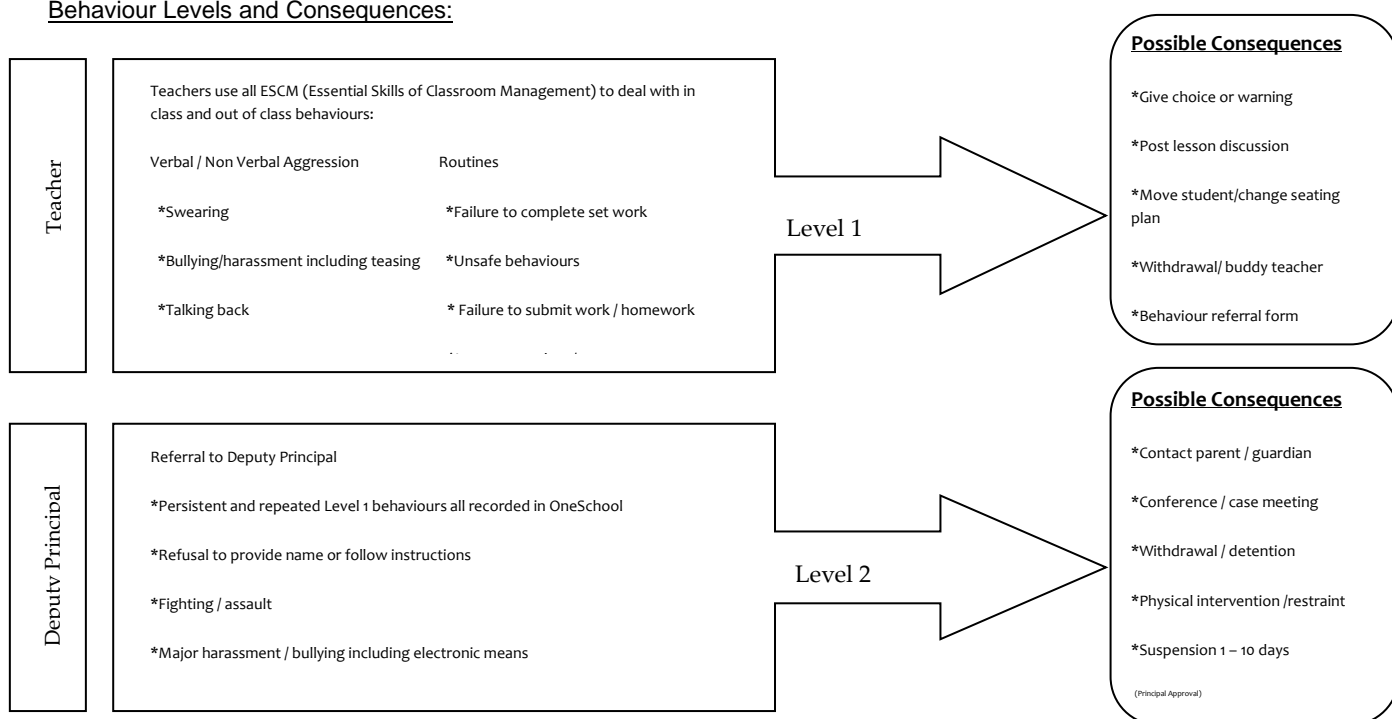 Behaviour Levels and Consequences:
Teacher
Teachers use all ESCM (Essential Skills of Classroom Management) to deal with in
class and out of class behaviours:
Verbal / Non Verbal Aggression
Routines
*Swearing
*Failure to complete set work
*Bullying/harassment including teasing
*Unsafe behaviours
*Talking back
* Failure to submit work / homework
Level 1
Possible Consequences
*Give choice or warning
*Post lesson discussion
*Move student/change seating
plan
*Withdrawal/ buddy teacher
*Behaviour referral form
Deputy Principal
Referral to Deputy Principal
*Persistent and repeated Level 1 behaviours all recorded in OneSchool
*Refusal to provide name or follow instructions
*Fighting / assault
*Major harassment / bullying including electronic means
Level 2
Possible Consequences
*Contact parent / guardian
*Conference / case meeting
*Withdrawal / detention
*Physical intervention /restraint
*Suspension 1 – 10 days
(Principal Approval)